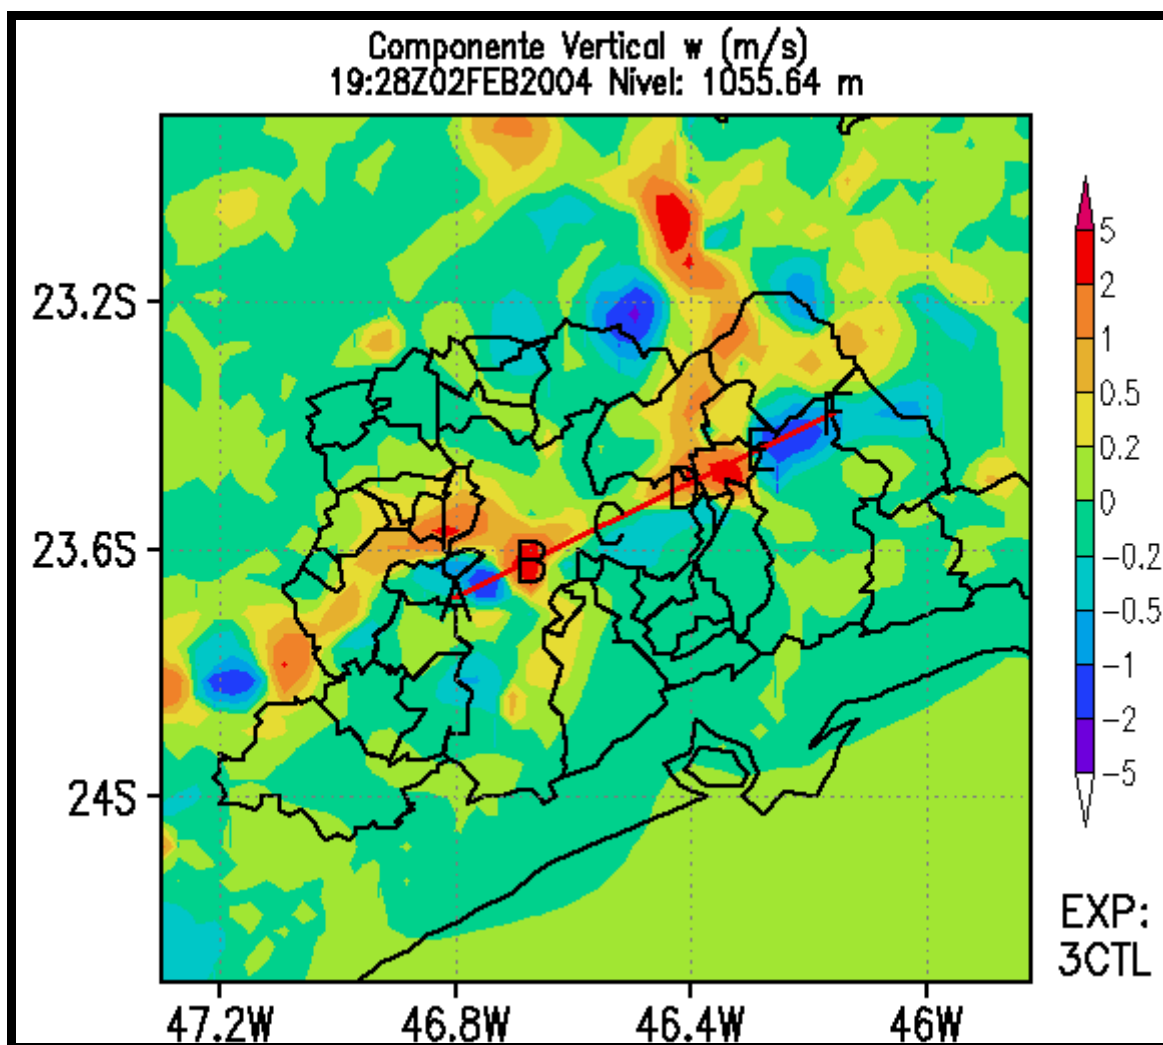 Componente Vertical w (m/s)
19:28Z02FEB2004 Nivel: 1055.64 m
5
2
1
0.5
0.2
0
-0.2
-0.5
-1
-2
-5
23.2S
23.6S
24S
A
B
C
D
E
F
EXP:
3CTL
47.2W
46.8W
46.4W
46W